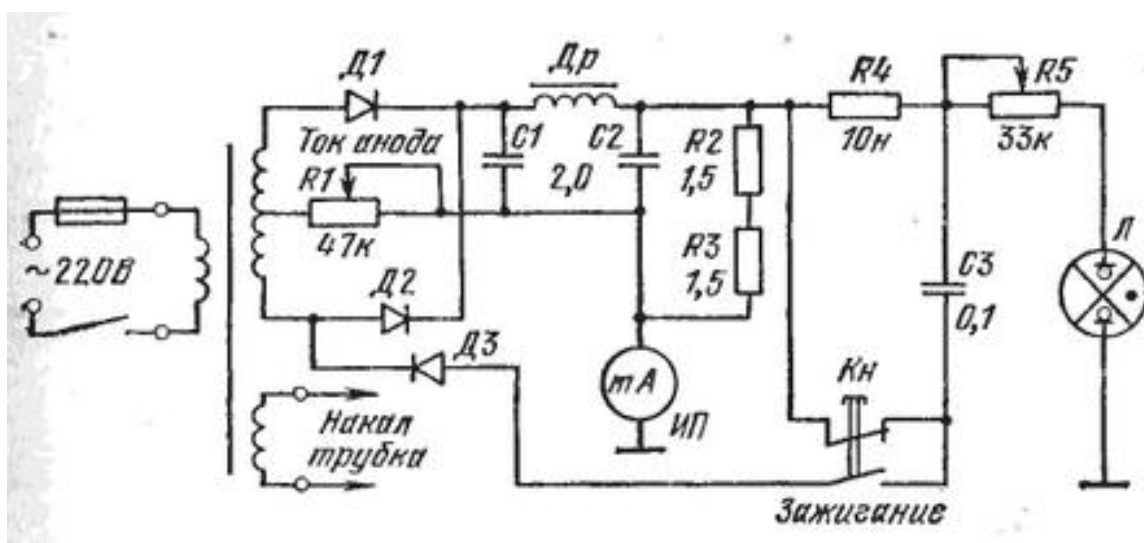 Д1
Др
R4
R5
Ток анода
C1
C2
R2
10н
33к
R1
2,0
1,5
47к
R3
1,5
Л
~220В
Д2
C3
0,1
Д3
Кн
mA
ИП
Накал
трубка
Зажигание